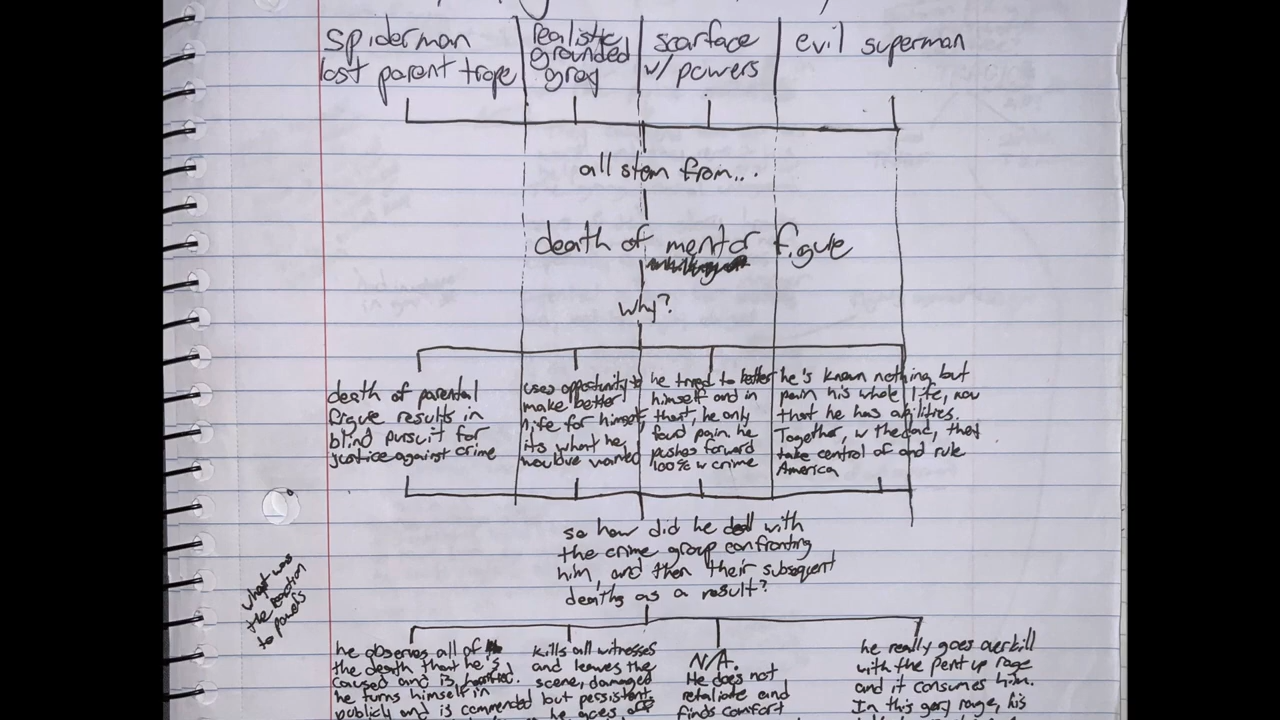 spiderman
lost parent trope
realistic
grounded
grey
scarface
w/ powers
evil superman
all stem from...
death of mentor figure
why?
death of parental
figure results in
blind pursuit for
justice against crime
uses opportunity to
make better
life for himself,
its what he
wouldve wanted
he tried to better
himself and in
that, he only
foud pain he
pushes forward
100% w crime
he's known nothing but
pain his whole life, now
that he has abilities.
Together, w the dad, they
take control of and rule
America
so how did he deal with
the crime group confronting
him, and then their subsequent
deaths as a result?
what was
the reaction
to powers
he observes all of
the death that he's
caused and is horrified.
he turns himself in
publicly and is commended
kills all witnesses
and leaves the
scene, damaged
but persistent
he goes off
N/A.
He does not
retaliate and
finds comfort
he really goes overkill
with the pent up rage
and it consumes him.
In this gory rage, his